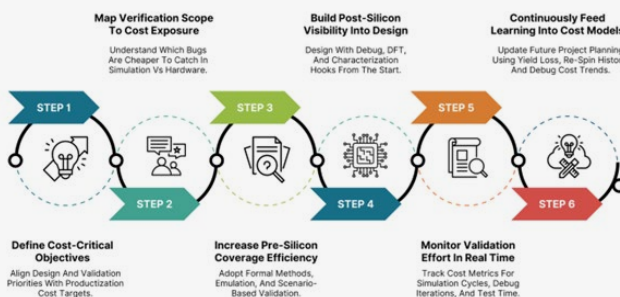 Map Verification Scope
To Cost Exposure
Understand Which Bugs
Are Cheaper To Catch In
Simulation Vs Hardware.
Build Post-Silicon
Visibility Into Design
Design With Debug, DFT,
And Characterization
Hooks From The Start.
Continuously Feed
Learning Into Cost Models
Update Future Project Planning
Using Yield Loss, Re-Spin
And Debug Cost Trends.
STEP 1
STEP 2
STEP 3
STEP 4
STEP 5
STEP 6
Define Cost-Critical
Objectives
Align Design And Validation
Priorities With Productization
Cost Targets.
Increase Pre-Silicon
Coverage Efficiency
Adopt Formal Methods,
Emulation, And Scenario-
Based Validation.
Monitor Validation
Effort In Real Time
Track Cost Metrics For
Simulation Cycles, Debug
Iterations, And Test Time.